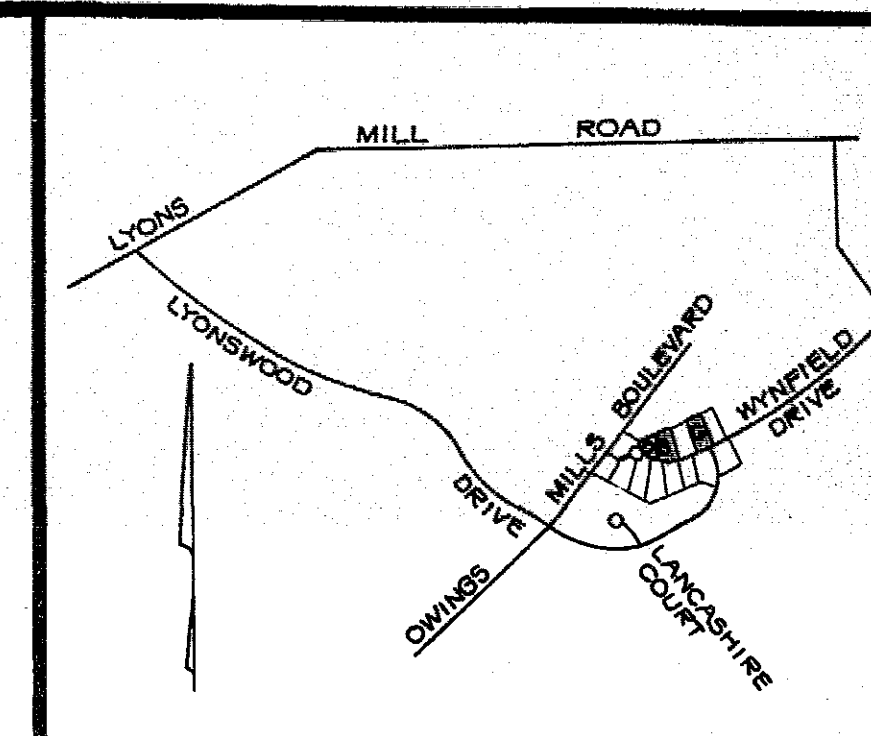 LYONS MILL ROAD
LYONSWOOD DRIVE
OWINGS MILLS BOULEVARD
WYNFIELD
DRIVE
LANCASHIRE
COURT